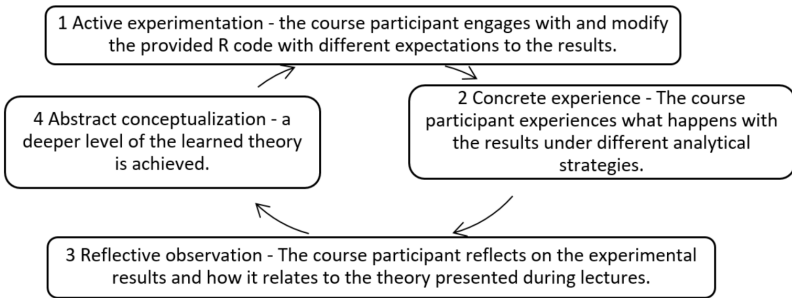 1 Active experimentation - the course participant engages with and modify
the provided R code with different expectations to the results.
2 Concrete experience - The course
participant experiences what happens with
the results under different analytical
strategies.
3 Reflective observation - The course participant reflects on the experimental
results and how it relates to the theory presented during lectures.
4 Abstract conceptualization - a
deeper level of the learned theory
is achieved.